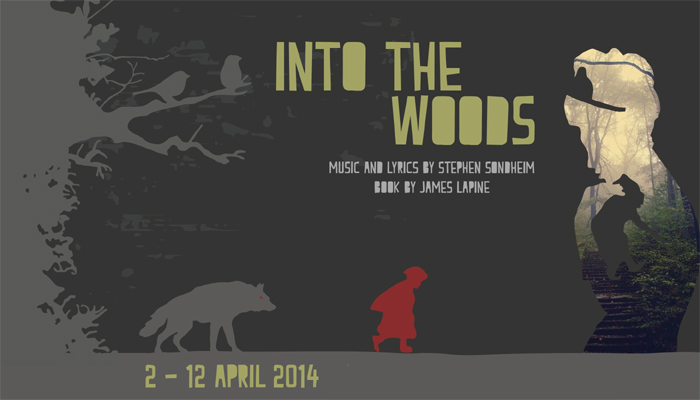 INTO THE
WOODS
MUSIC AND LYRICS BY STEPHEN SONDHEIM
BOOK BY JAMES LAPINE
2 – 12 APRIL 2014